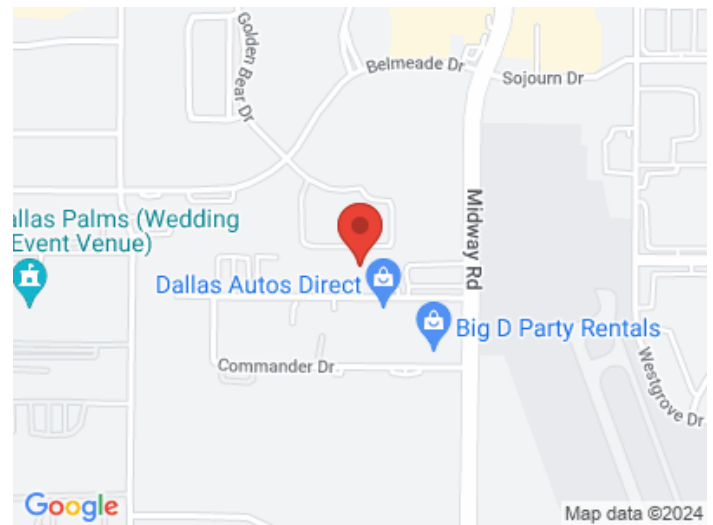 Golden Bear Dr
Belmeade Dr
Sojourn Dr
allas Palms (Wedding
Event Venue)
Midway Rd
Dallas Autos Direct
Big D Party Rentals
Commander Dr
Westgrove Dr
Google
Map data ©2024